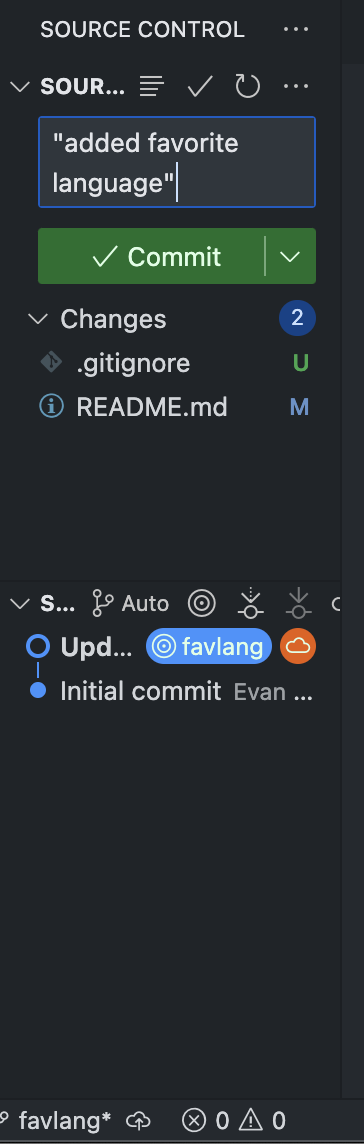 SOURCE CONTROL ...
SOUR... ...
"added favorite
language"
Commit
Changes 2
.gitignore U
README.md M
S... Auto
Upd... favlang
Initial commit Evan ...
favlang* 0 0